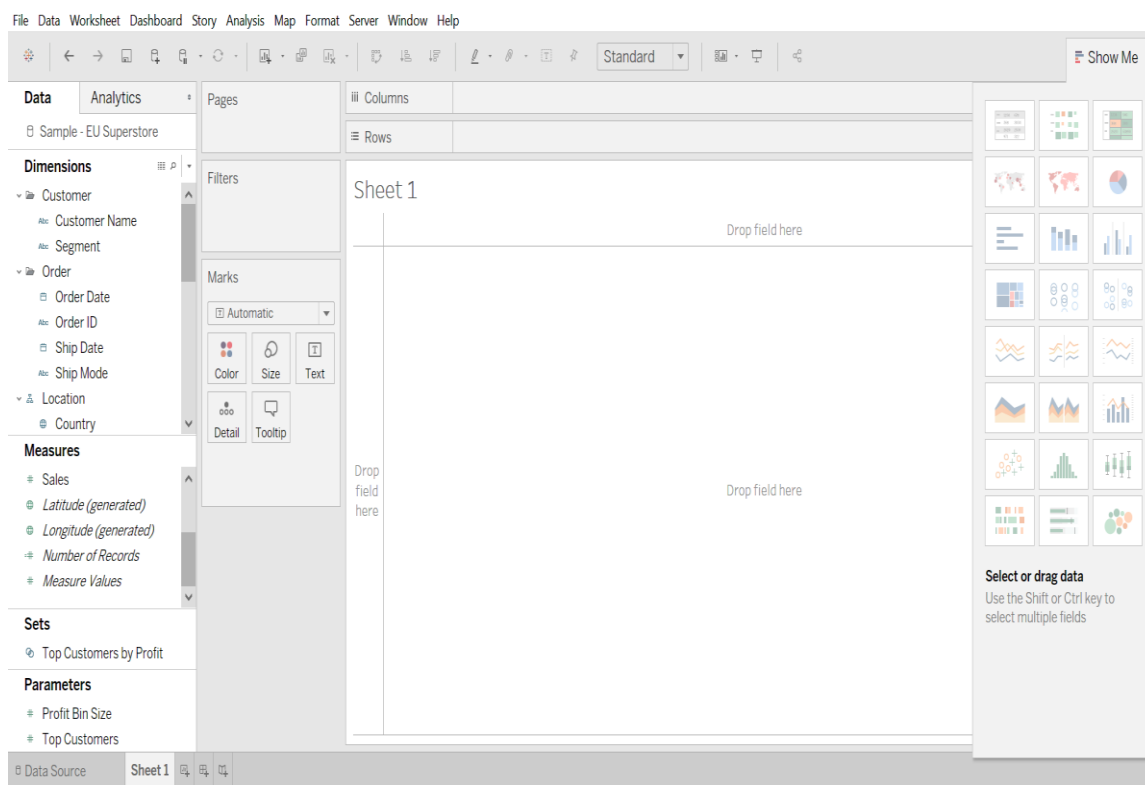 File Data Worksheet Dashboard Story Analysis Map Format Server Window Help
Standard
Show Me
Data Analytics
Sample - EU Superstore
Dimensions
Customer
Abc Customer Name
Abc Segment
Order
Order Date
Abc Order ID
Ship Date
Abc Ship Mode
Location
Country
Measures
Sales
Latitude (generated)
Longitude (generated)
Number of Records
Measure Values
Sets
Top Customers by Profit
Parameters
Profit Bin Size
Top Customers
Pages
Filters
Marks
Automatic
Color Size Text
Detail Tooltip
Columns
Rows
Sheet 1
Drop field here
Drop
field
here
Drop field here
Select or drag data
Use the Shift or Ctrl key to
select multiple fields
Data Source Sheet 1